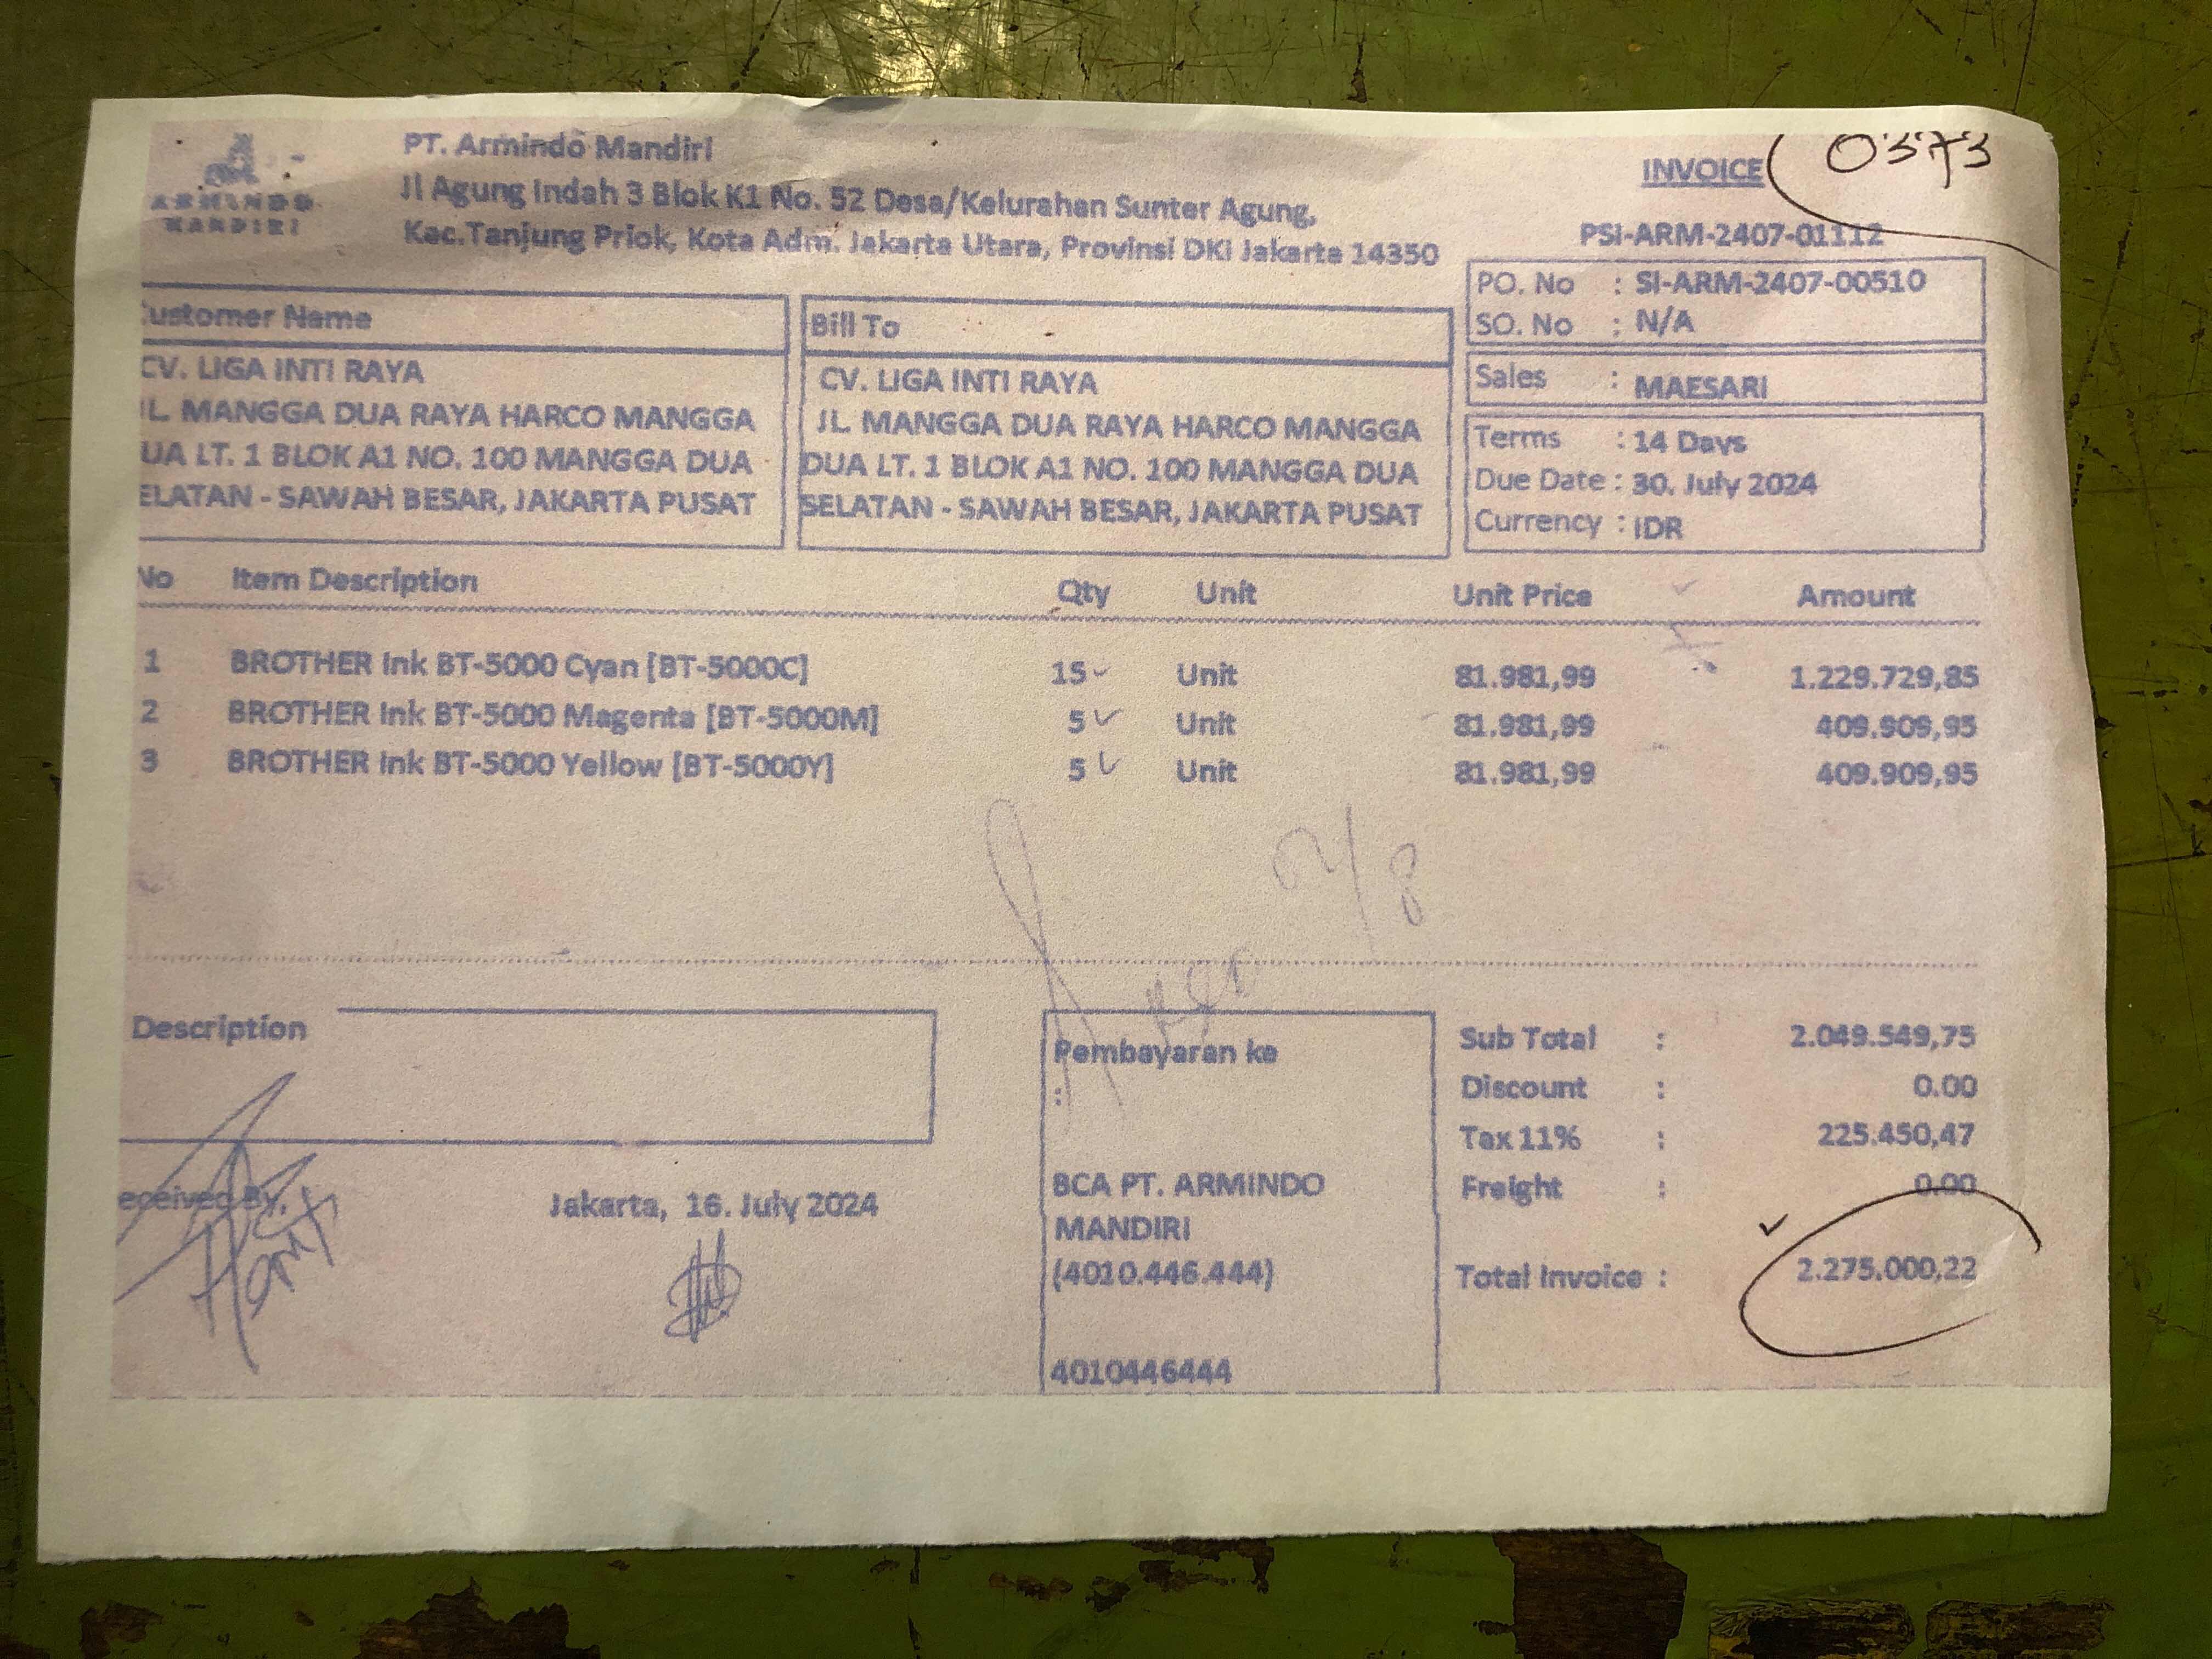 ARMINDO
MANDIRI
PT. Armindo Mandiri
Jl Agung Indah 3 Blok K1 No. 52 Desa/Kelurahan Sunter Agung,
Kec.Tanjung Priok, Kota Adm. Jakarta Utara, Provinsi DKI Jakarta 14350
INVOICE
0373
PSI-ARM-2407-01112
PO. No : SI-ARM-2407-00510
SO. No : N/A
Sales : MAESARI
Terms : 14 Days
Due Date : 30. July 2024
Currency : IDR
ustomer Name
CV. LIGA INTI RAYA
JL. MANGGA DUA RAYA HARCO MANGGA
UA LT. 1 BLOK A1 NO. 100 MANGGA DUA
ELATAN - SAWAH BESAR, JAKARTA PUSAT
Bill To
CV. LIGA INTI RAYA
JL. MANGGA DUA RAYA HARCO MANGGA
DUA LT. 1 BLOK A1 NO. 100 MANGGA DUA
SELATAN - SAWAH BESAR, JAKARTA PUSAT
No Item Description Qty Unit Unit Price Amount
1 BROTHER Ink BT-5000 Cyan [BT-5000C] 15 Unit 81.981,99 1.229.729,85
2 BROTHER Ink BT-5000 Magenta [BT-5000M] 5 Unit 81.981,99 409.909,95
3 BROTHER Ink BT-5000 Yellow [BT-5000Y] 5 Unit 81.981,99 409.909,95
Description
eceived By,
Jakarta, 16. July 2024
Pembayaran ke
:
BCA PT. ARMINDO
MANDIRI
(4010.446.444)
4010446444
Sub Total : 2.049.549,75
Discount : 0.00
Tax 11% : 225.450,47
Freight : 0.00
Total Invoice : 2.275.000,22